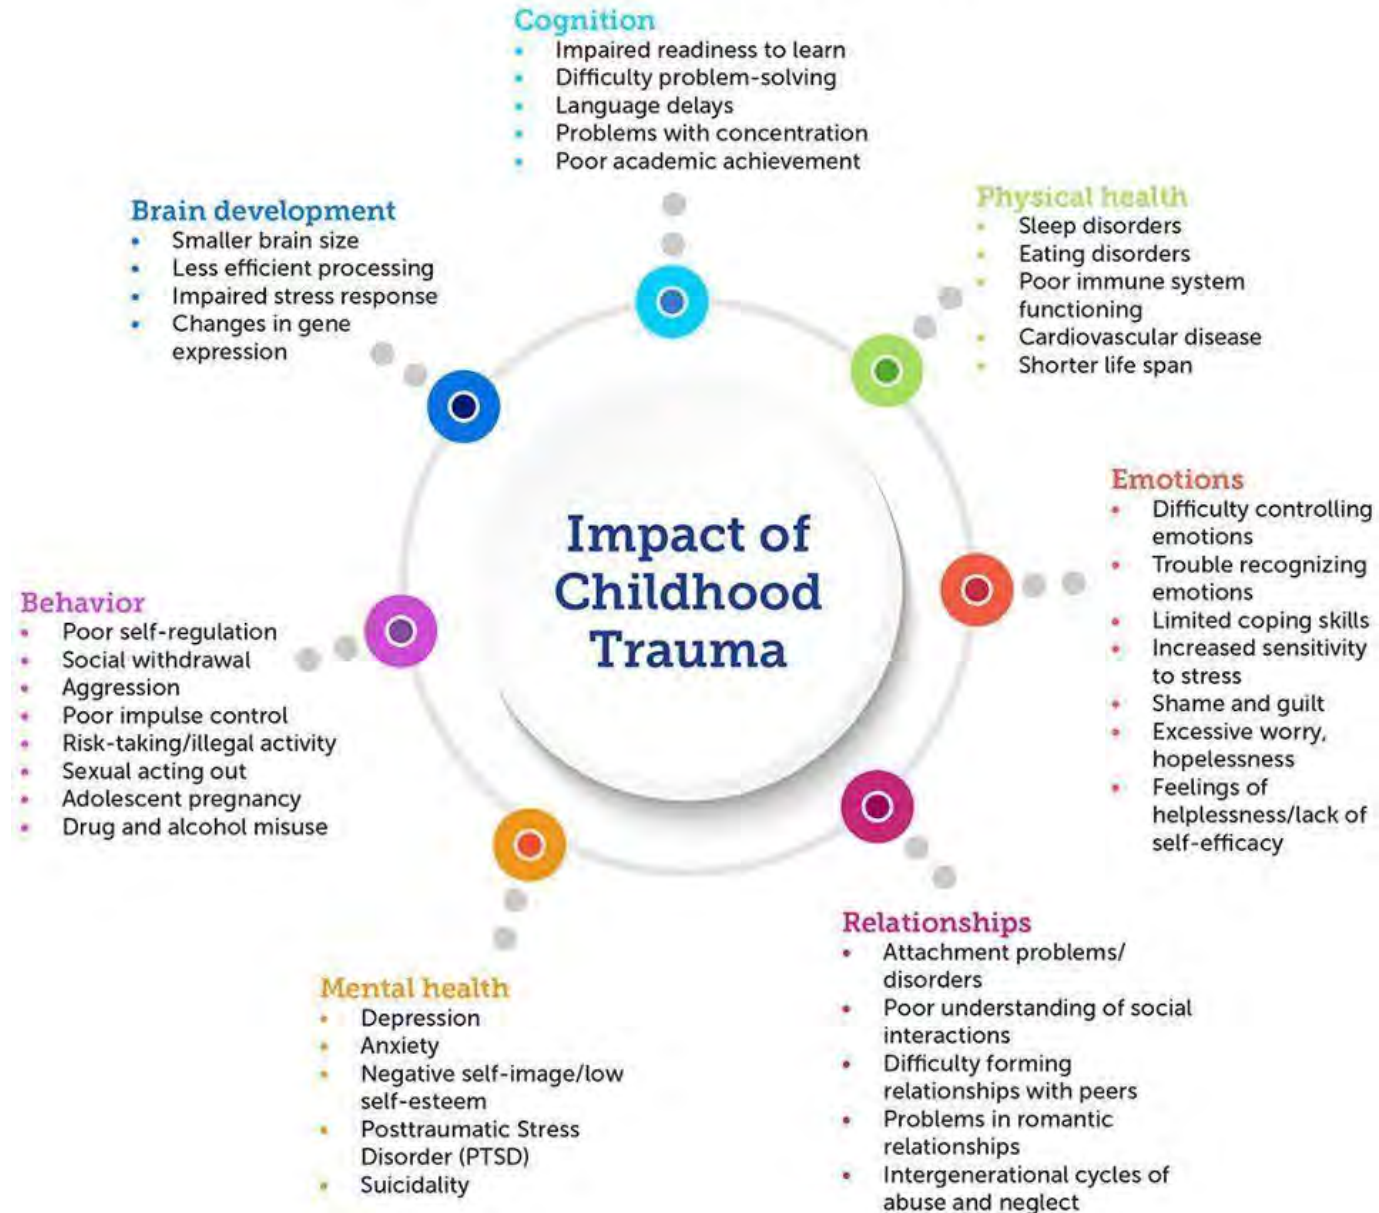 Cognition
• Impaired readiness to learn
• Difficulty problem-solving
• Language delays
• Problems with concentration
• Poor academic achievement
Brain development
• Smaller brain size
• Less efficient processing
• Impaired stress response
• Changes in gene
expression
Physical health
• Sleep disorders
• Eating disorders
• Poor immune system
functioning
• Cardiovascular disease
• Shorter life span
Impact of
Childhood
Trauma
Emotions
• Difficulty controlling
emotions
• Trouble recognizing
emotions
• Limited coping skills
• Increased sensitivity
to stress
• Shame and guilt
• Excessive worry,
hopelessness
• Feelings of
helplessness/lack of
self-efficacy
Behavior
• Poor self-regulation
• Social withdrawal
• Aggression
• Poor impulse control
• Risk-taking/illegal activity
• Sexual acting out
• Adolescent pregnancy
• Drug and alcohol misuse
Relationships
• Attachment problems/
disorders
• Poor understanding of social
interactions
• Difficulty forming
relationships with peers
• Problems in romantic
relationships
• Intergenerational cycles of
abuse and neglect
Mental health
• Depression
• Anxiety
• Negative self-image/low
self-esteem
• Posttraumatic Stress
Disorder (PTSD)
• Suicidality